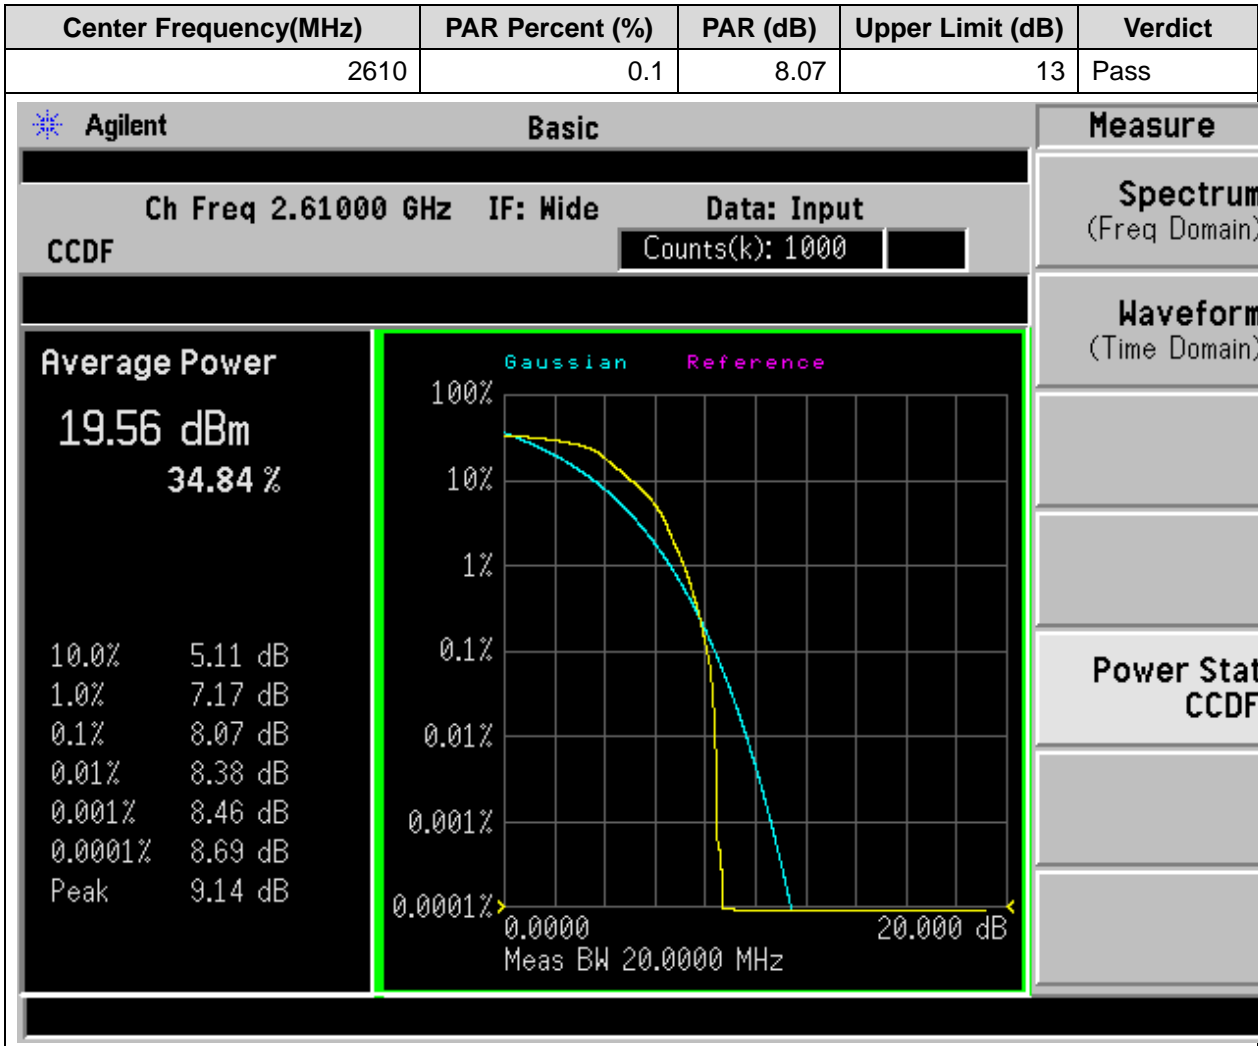 Center Frequency(MHz) PAR Percent (%) PAR (dB) Upper Limit (dB) Verdict
2610 0.1 8.07 13 Pass
Agilent Basic Measure
Ch Freq 2.61000 GHz IF: Wide Data: Input
CCDF Counts(k): 1000
Spectrum
(Freq Domain)
Waveform
(Time Domain)
Power Stat
CCDF
Average Power
19.56 dBm
34.84 %
10.0% 5.11 dB
1.0% 7.17 dB
0.1% 8.07 dB
0.01% 8.38 dB
0.001% 8.46 dB
0.0001% 8.69 dB
Peak 9.14 dB
Gaussian Reference
100%
10%
1%
0.1%
0.01%
0.001%
0.0001%
0.0000 20.000 dB
Meas BW 20.0000 MHz